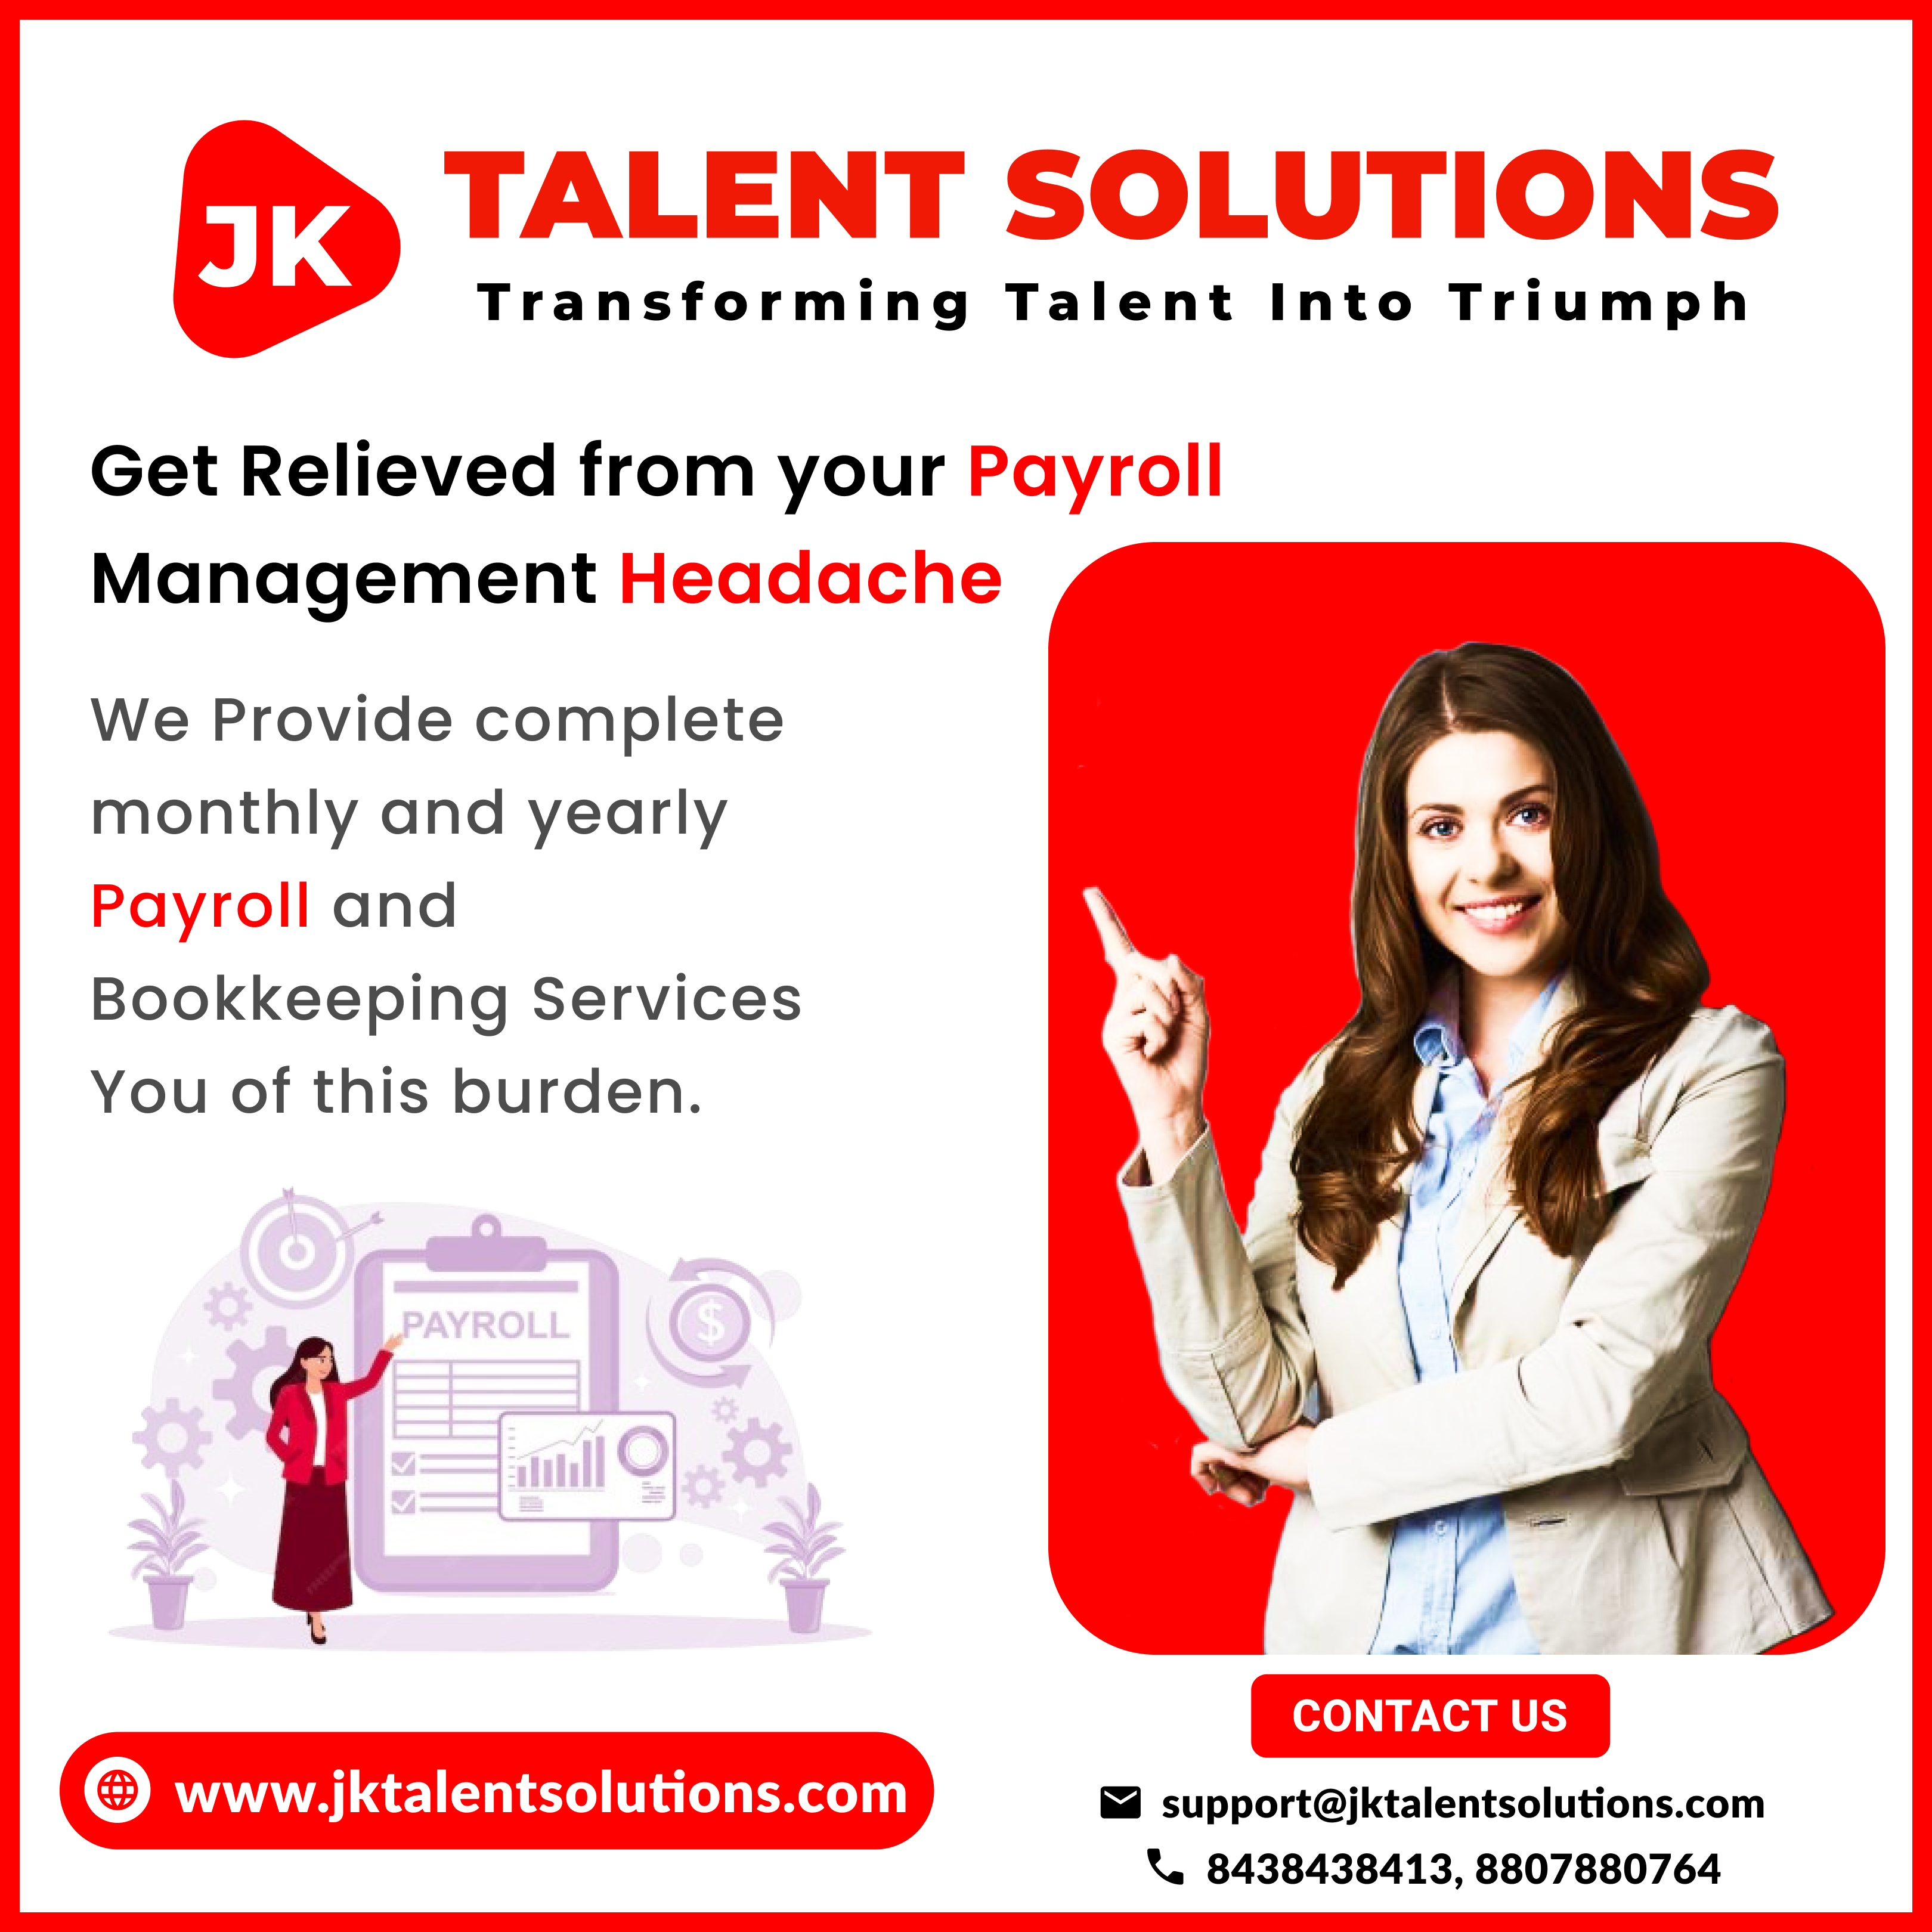 JK
TALENT SOLUTIONS
Transforming Talent Into Triumph
Get Relieved from your Payroll
Management Headache
We Provide complete
monthly and yearly
Payroll and
Bookkeeping Services
You of this burden.
PAYROLL
$
www.jktalentsolutions.com
CONTACT US
support@jktalentsolutions.com
8438438413, 8807880764